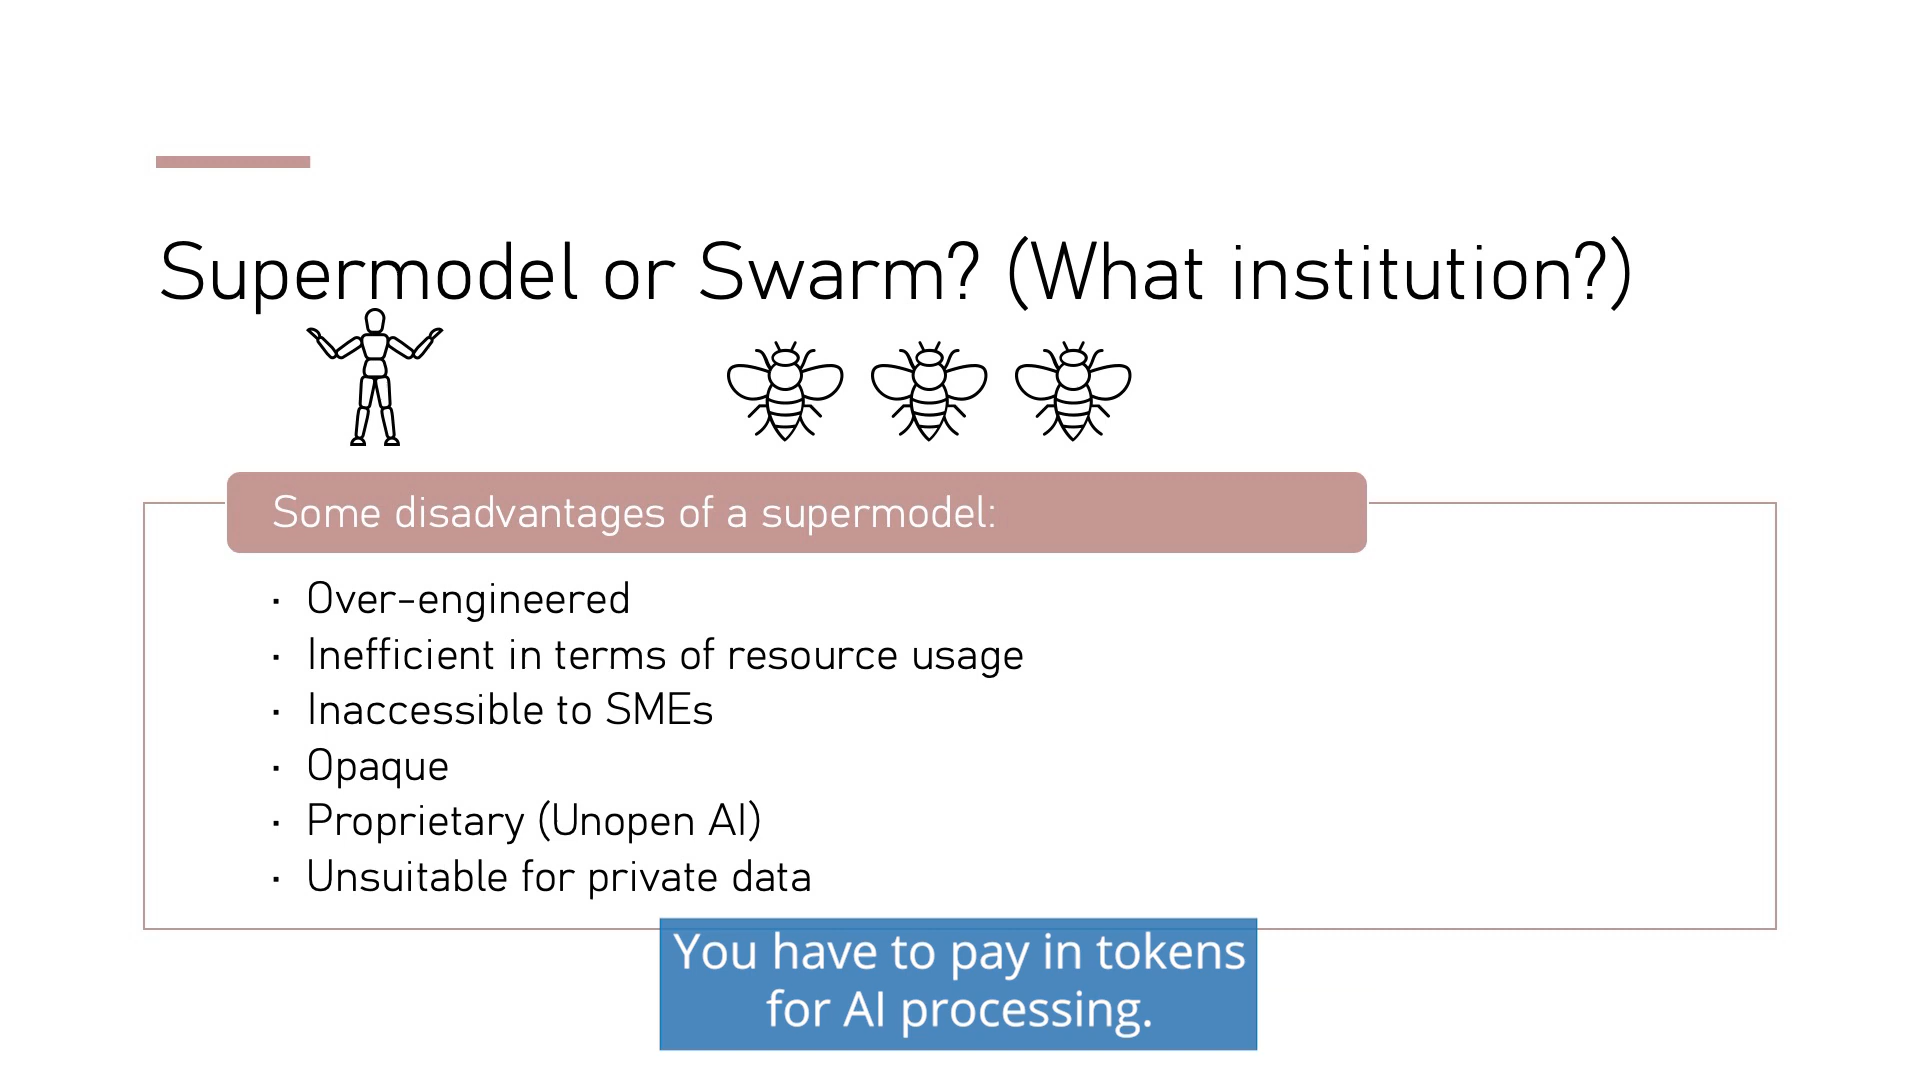 Supermodel or Swarm? (What institution?)
Some disadvantages of a supermodel:
· Over-engineered
· Inefficient in terms of resource usage
· Inaccessible to SMEs
· Opaque
· Proprietary (Unopen AI)
· Unsuitable for private data
You have to pay in tokens
for AI processing.